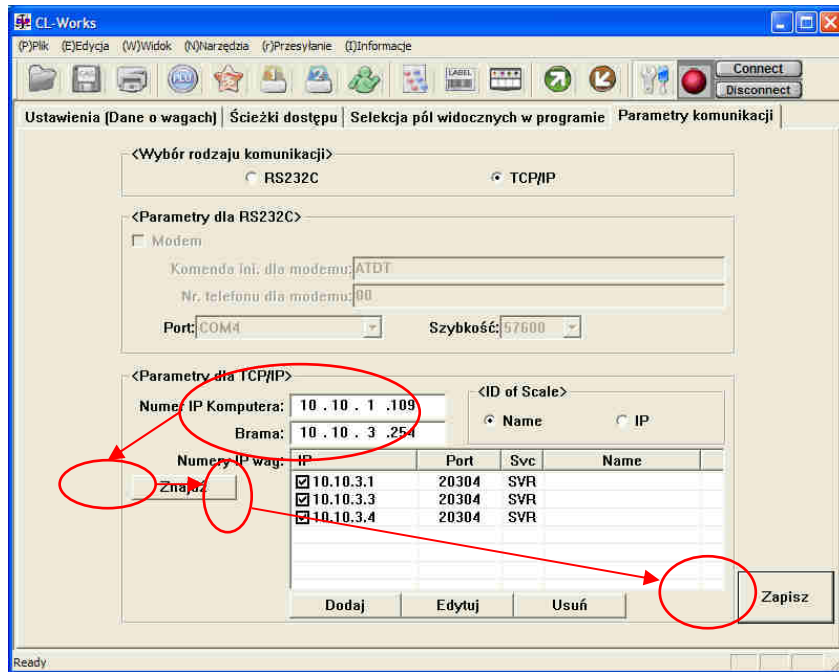 CL-Works
(P)Plik (E)Edycja (W)Widok (N)Narzędzia (r)Przesyłanie (I)Informacje
PLU LABEL Connect
Disconnect
Ustawienia (Dane o wagach) Ścieżki dostępu Selekcja pól widocznych w programie Parametry komunikacji
<Wybór rodzaju komunikacji>
RS232C TCP/IP
<Parametry dla RS232C>
Modem
Komenda ini. dla modemu: ATDT
Nr. telefonu dla modemu: 00
Port: COM4 Szybkość: 57600
<Parametry dla TCP/IP>
Numer IP Komputera: 10 . 10 . 1 .109
Brama: 10 . 10 . 3 .254
<ID of Scale>
Name IP
Numery IP wag: IP Port Svc Name
Znajdź
10.10.3.1 20304 SVR
10.10.3.3 20304 SVR
10.10.3.4 20304 SVR
Dodaj Edytuj Usuń
Zapisz
Ready